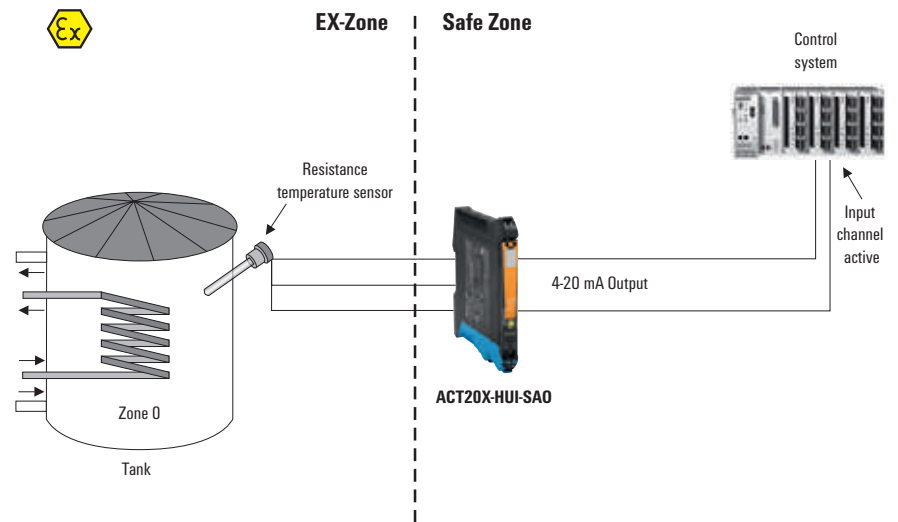 Ex
EX-Zone
Safe Zone
Control
system
Resistance
temperature sensor
Input
channel
active
4-20 mA Output
ACT20X-HUI-SAO
Zone 0
Tank